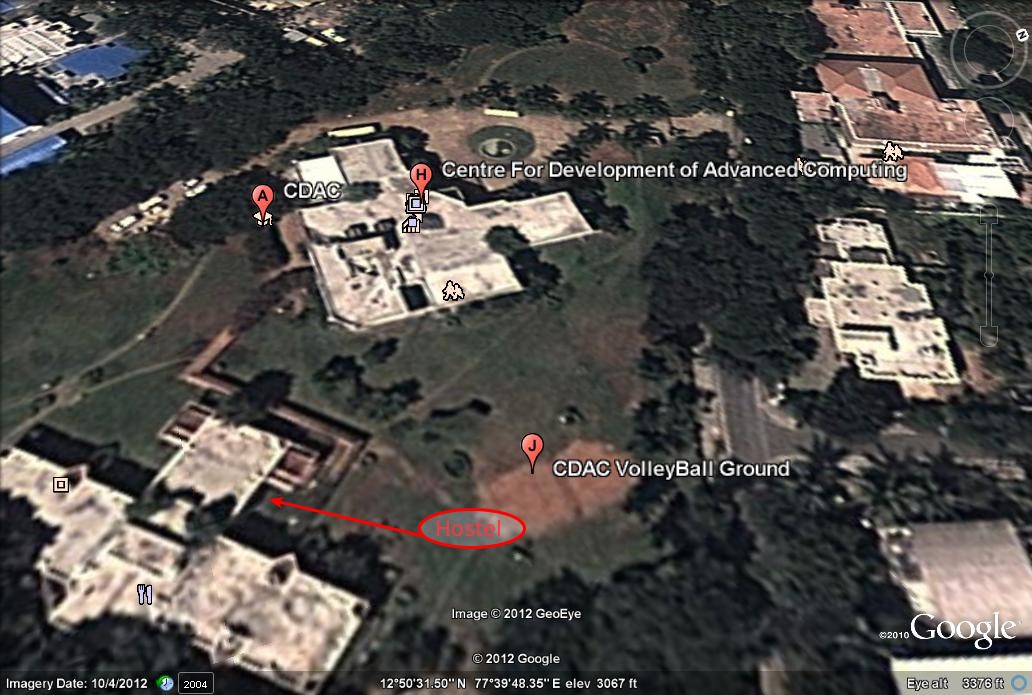 H
Centre For Development of Advanced Computing
A
CDAC
J
CDAC VolleyBall Ground
Hostel
Image © 2012 GeoEye
© 2012 Google
©2010 Google
Imagery Date: 10/4/2012
2004
12°50'31.50" N 77°39'48.35" E elev 3067 ft
Eye alt 3376 ft